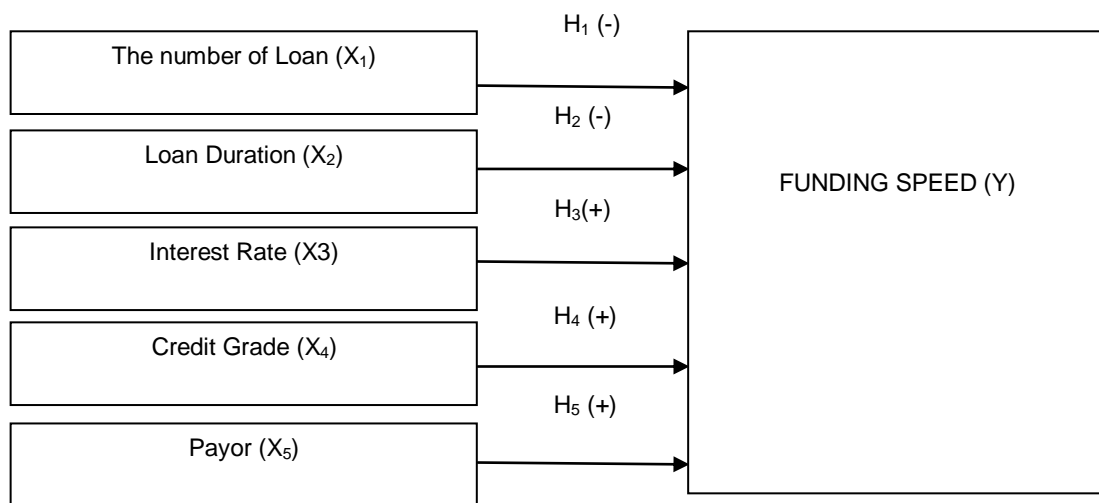 H₁ (-)
The number of Loan (X₁)
H₂ (-)
Loan Duration (X₂)
FUNDING SPEED (Y)
H₃(+)
Interest Rate (X3)
H₄ (+)
Credit Grade (X₄)
H₅ (+)
Payor (X₅)